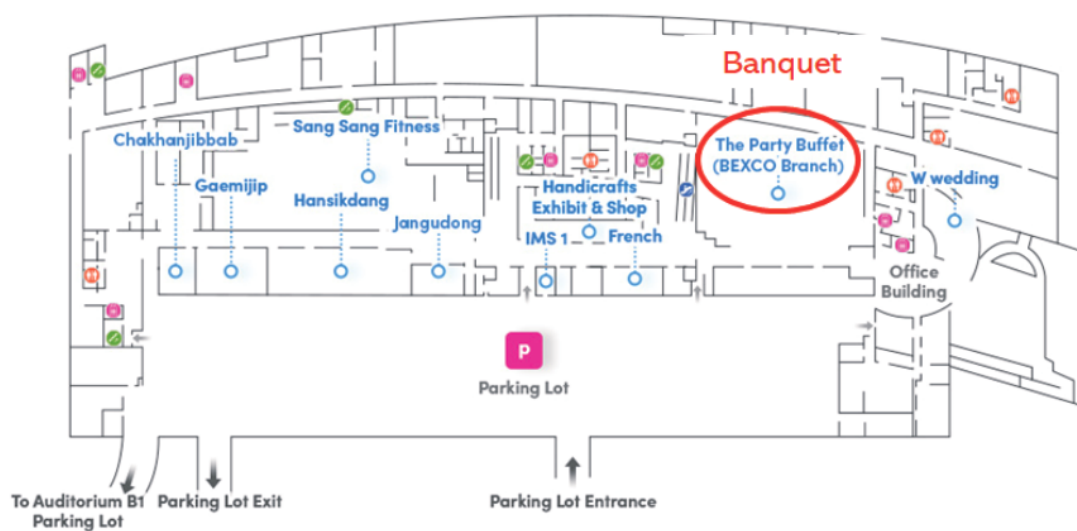 Banquet
Sang Sang Fitness
Chakhanjibbab
The Party Buffet
(BEXCO Branch)
Gaemijip
W wedding
Hansikdang
Handicrafts
Exhibit & Shop
Jangudong
IMS 1
French
Office
Building
P
Parking Lot
To Auditorium B1
Parking Lot
Parking Lot Exit
Parking Lot Entrance